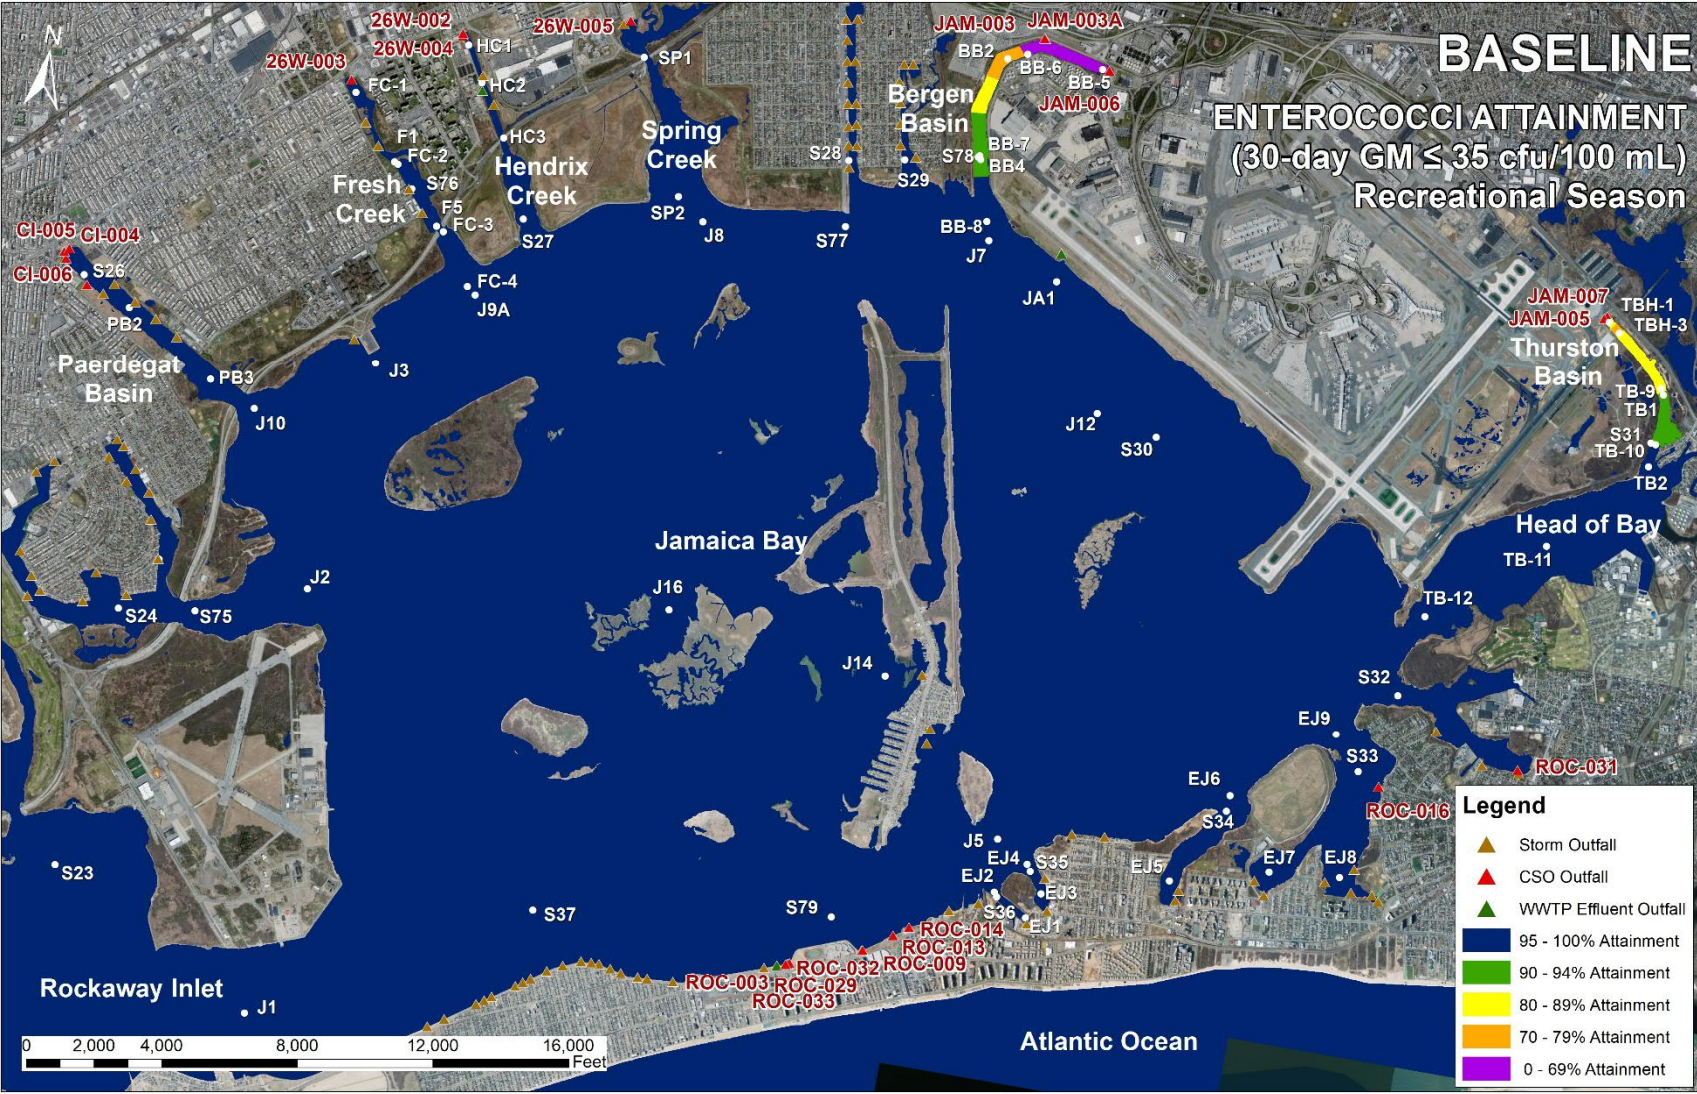 BASELINE
ENTEROCOCCI ATTAINMENT
(30-day GM ≤ 35 cfu/100 mL)
Recreational Season
N
26W-002
26W-004
HC1
26W-005
SP1
JAM-003
JAM-003A
BB2
BB-6
BB-5
JAM-006
26W-003
FC-1
HC2
HC3
Bergen
Basin
Spring
Creek
F1
FC-2
Fresh
Creek
S76
F5
FC-3
Hendrix
Creek
S27
SP2
J8
S28
S29
S77
BB-7
S78
BB4
BB-8
J7
JA1
CI-005
CI-004
CI-006
S26
PB2
Paerdegat
Basin
PB3
FC-4
J9A
J3
J10
JAM-007
JAM-005
TBH-1
TBH-3
Thurston
Basin
TB-9
TB1
S31
TB-10
TB2
J12
S30
Jamaica Bay
Head of Bay
TB-11
TB-12
J2
S24
S75
J16
J14
S32
EJ9
S33
ROC-031
ROC-016
EJ6
S34
J5
EJ4
S35
EJ2
EJ3
S36
EJ1
EJ5
EJ7
EJ8
S23
S37
S79
ROC-014
ROC-013
ROC-009
ROC-032
ROC-003
ROC-029
ROC-033
Rockaway Inlet
J1
Atlantic Ocean
0 2,000 4,000 8,000 12,000 16,000
Feet
Legend
Storm Outfall
CSO Outfall
WWTP Effluent Outfall
95 - 100% Attainment
90 - 94% Attainment
80 - 89% Attainment
70 - 79% Attainment
0 - 69% Attainment